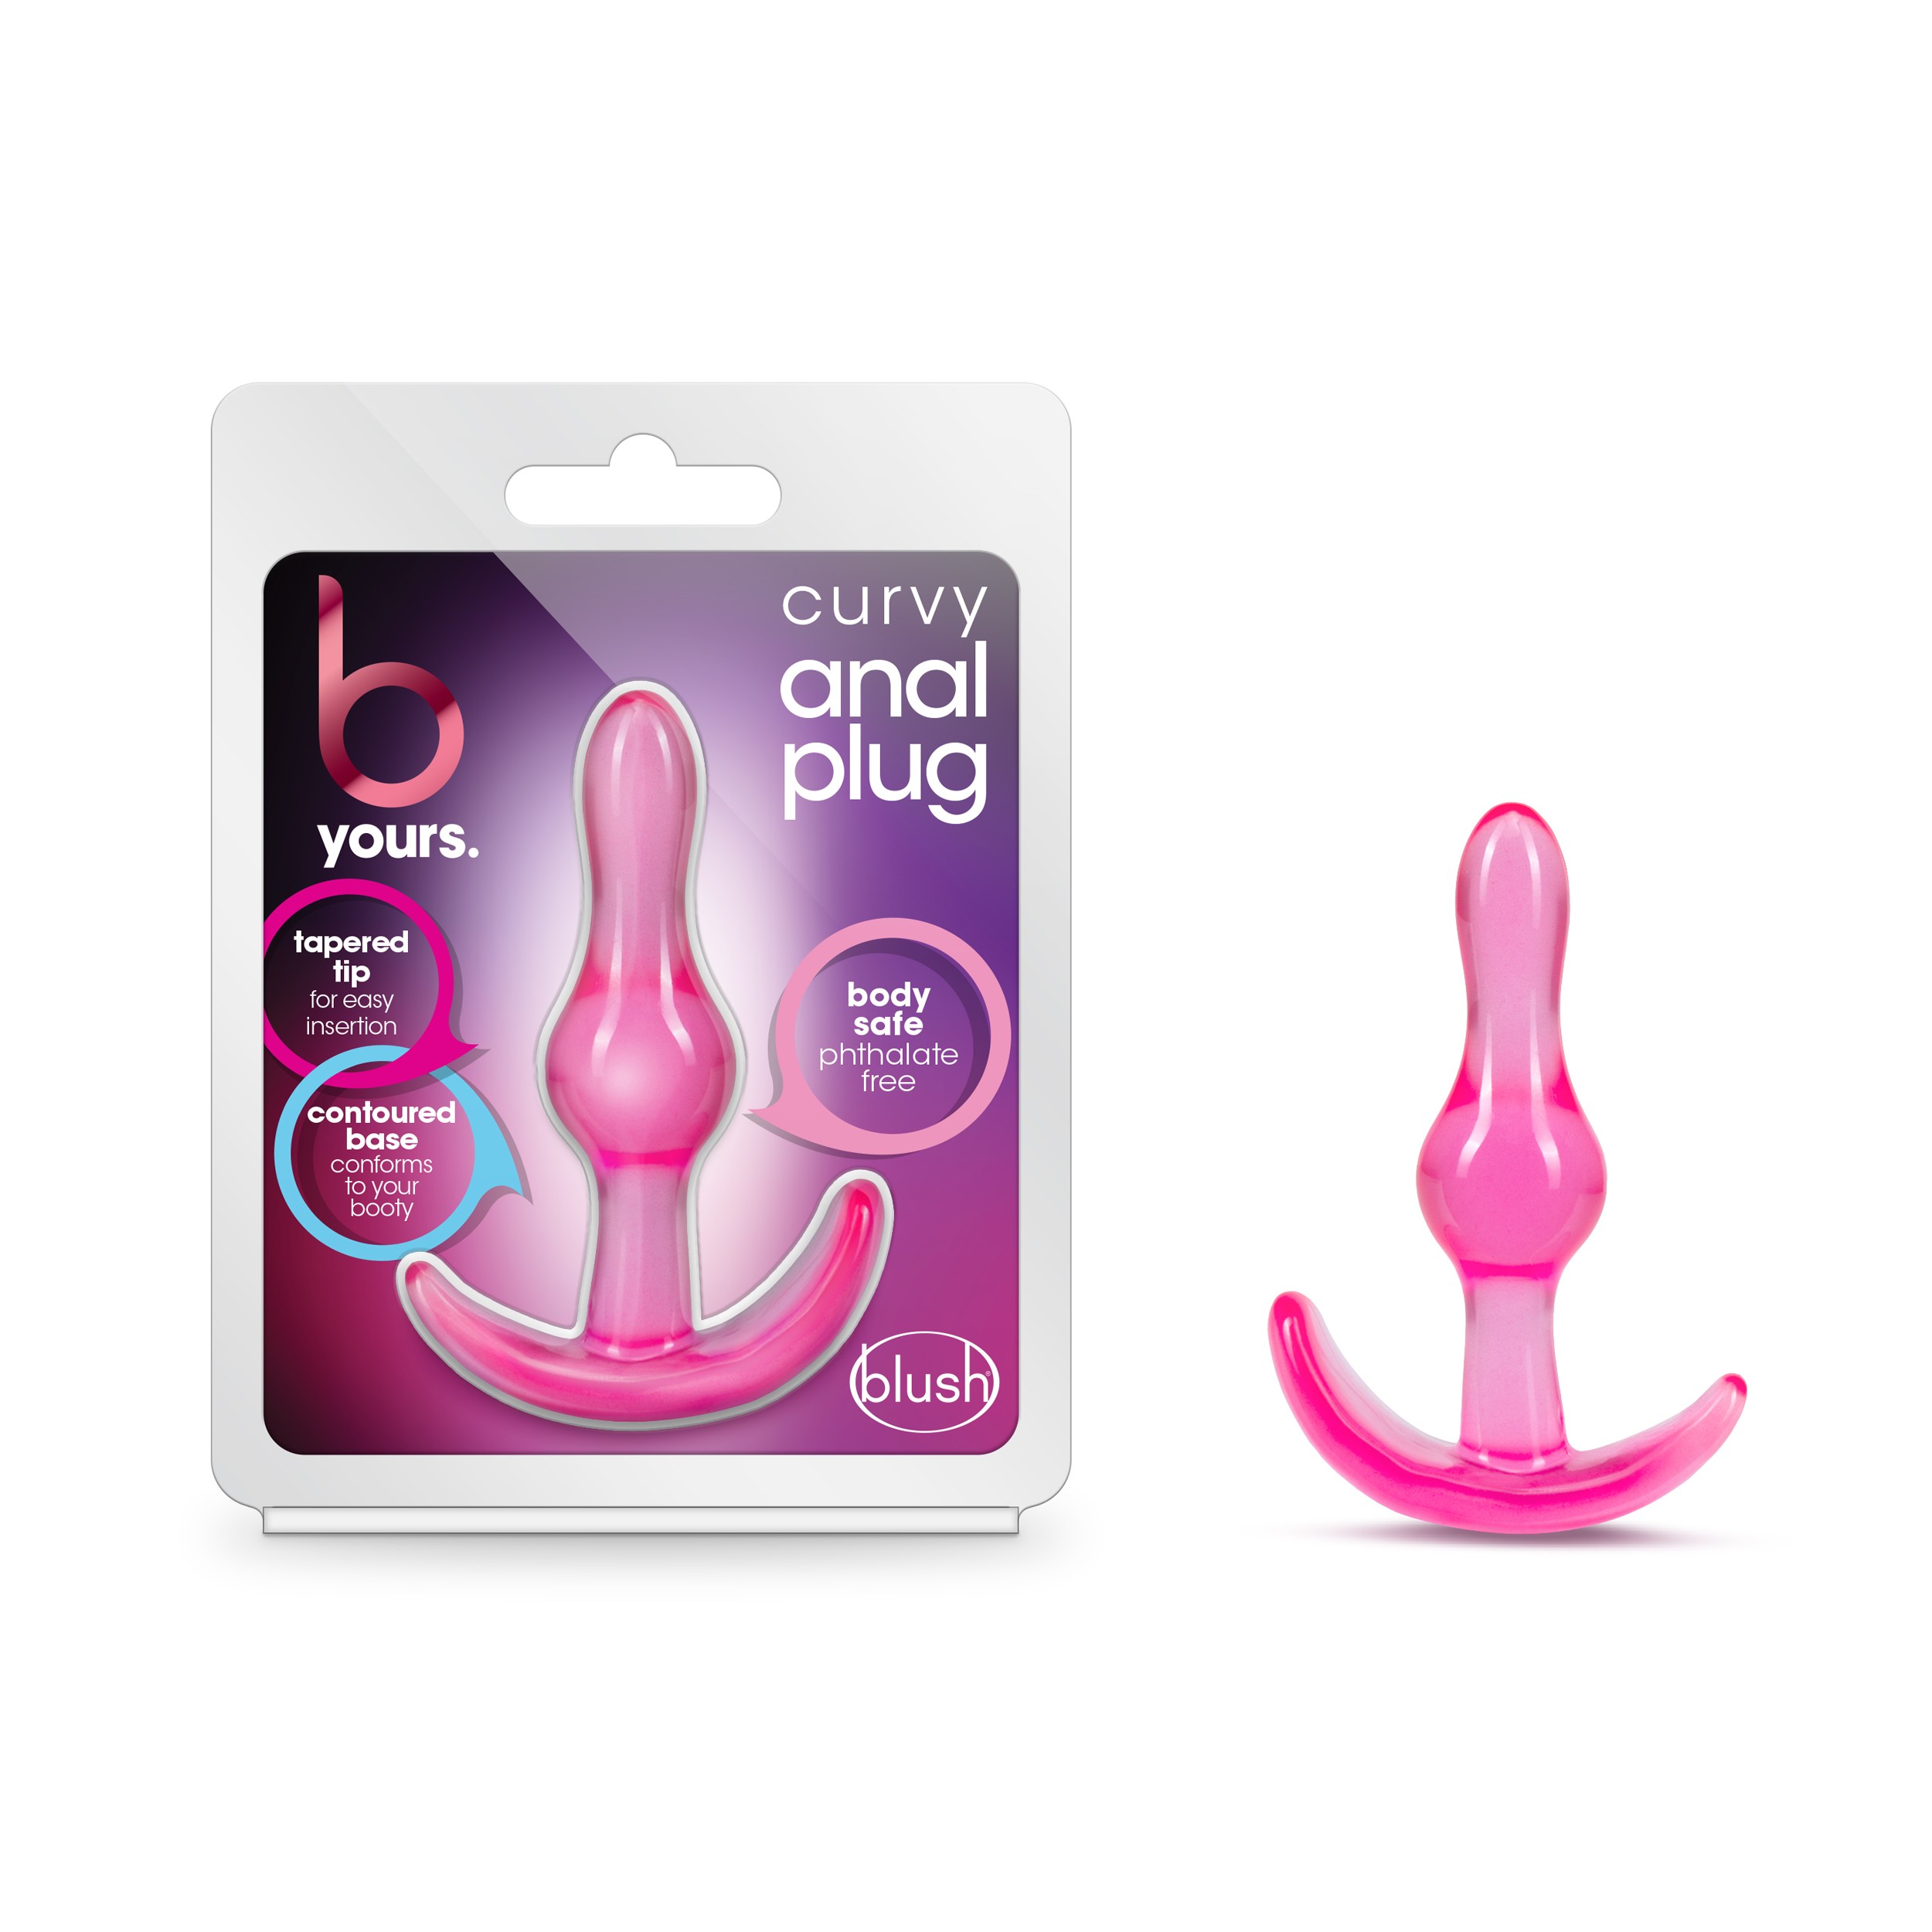 b
yours.
curvy
anal
plug
tapered
tip
for easy
insertion
contoured
base
conforms
to your
booty
body
safe
phthalate
free
blush®